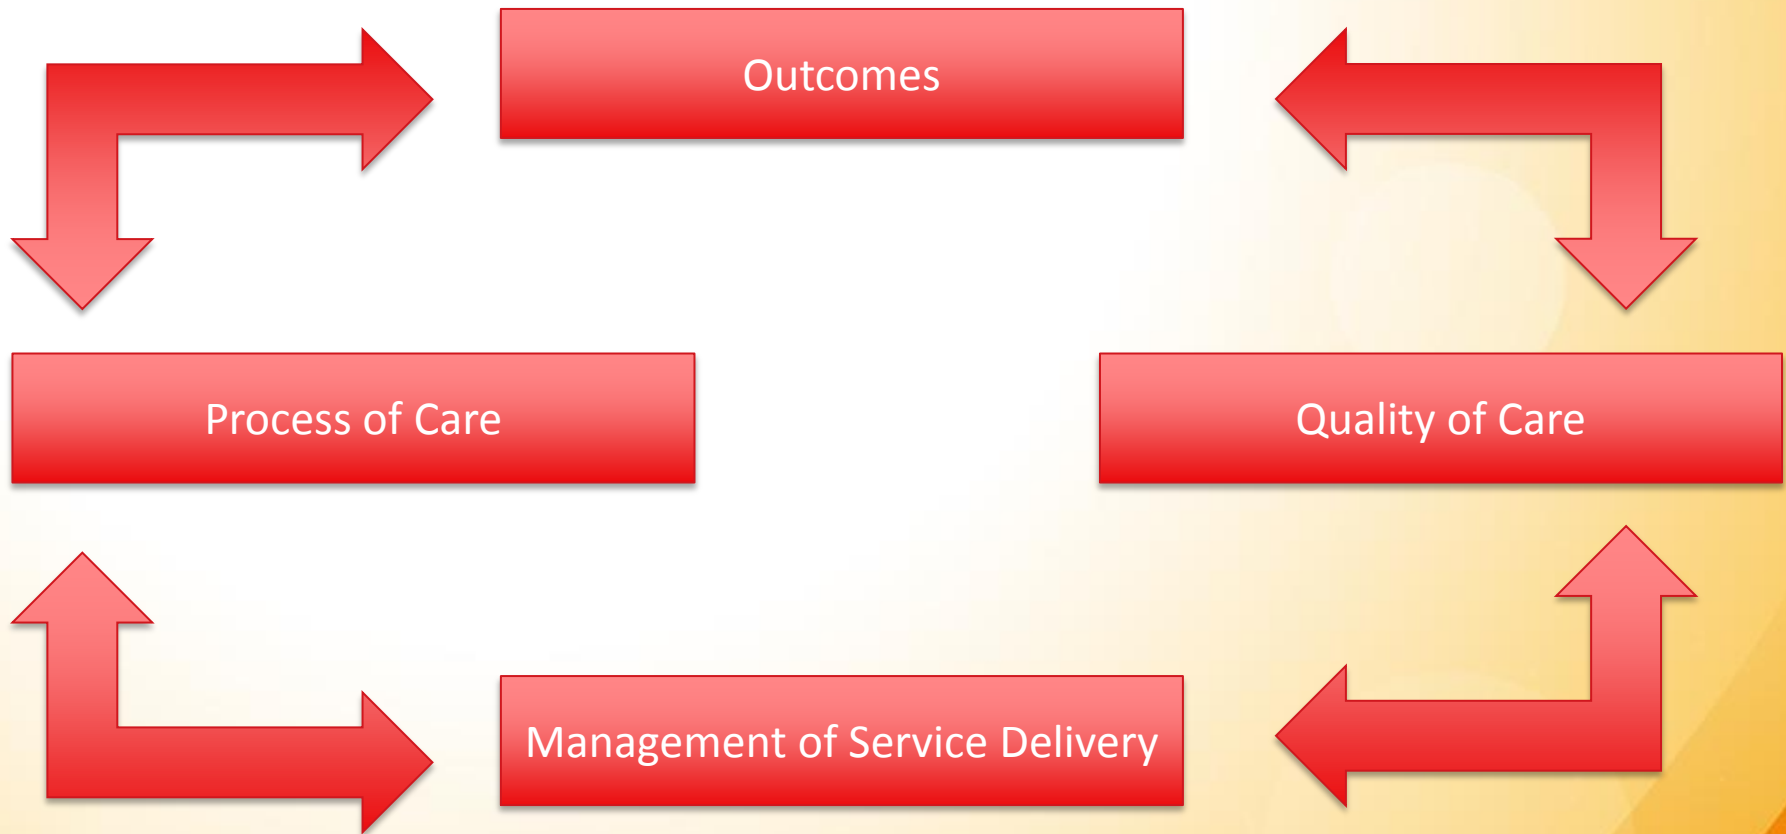 Outcomes
Process of Care
Quality of Care
Management of Service Delivery